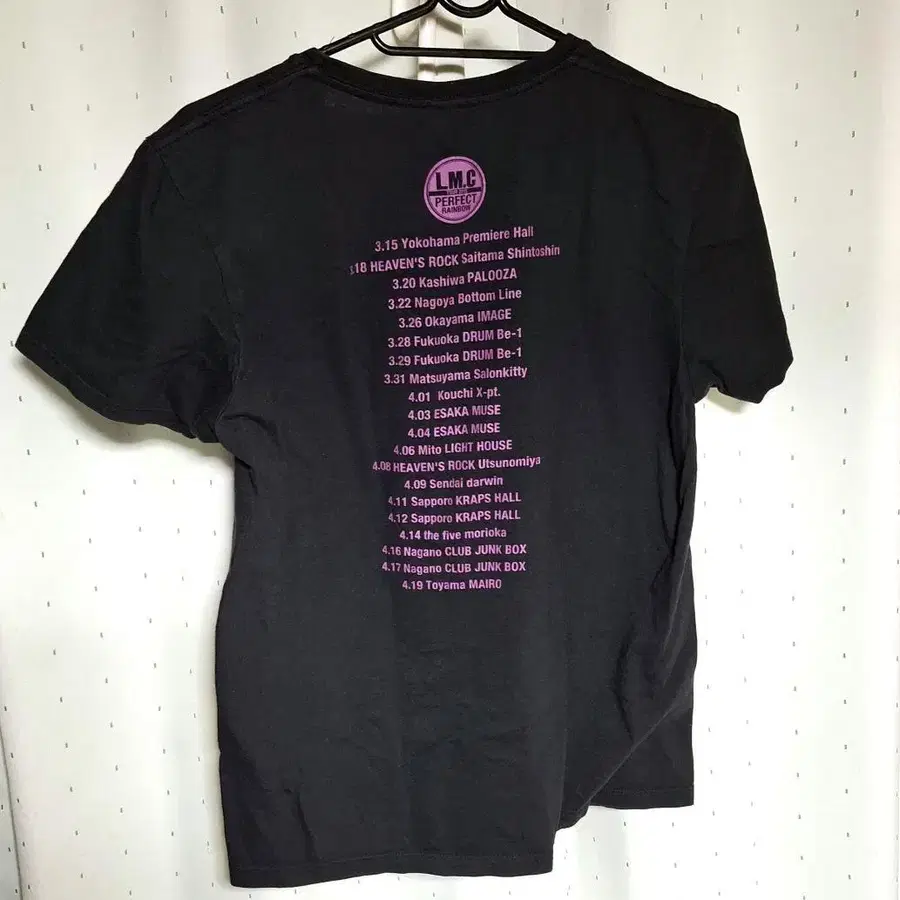 L.M.C
PERFECT
RAINBOW
3.15 Yokohama Premiere Hall
.18 HEAVEN'S ROCK Saitama Shintoshin
3.20 Kashiwa PALOOZA
3.22 Nagoya Bottom Line
3.26 Okayama IMAGE
3.28 Fukuoka DRUM Be-1
3.29 Fukuoka DRUM Be-1
3.31 Matsuyama Salonkitty
4.01 Kouchi X-pt.
4.03 ESAKA MUSE
4.04 ESAKA MUSE
4.06 Mito LIGHT HOUSE
4.08 HEAVEN'S ROCK Utsunomiya
4.09 Sendai darwin
4.11 Sapporo KRAPS HALL
4.12 Sapporo KRAPS HALL
4.14 the five morioka
4.16 Nagano CLUB JUNK BOX
4.17 Nagano CLUB JUNK BOX
4.19 Toyama MAIRO